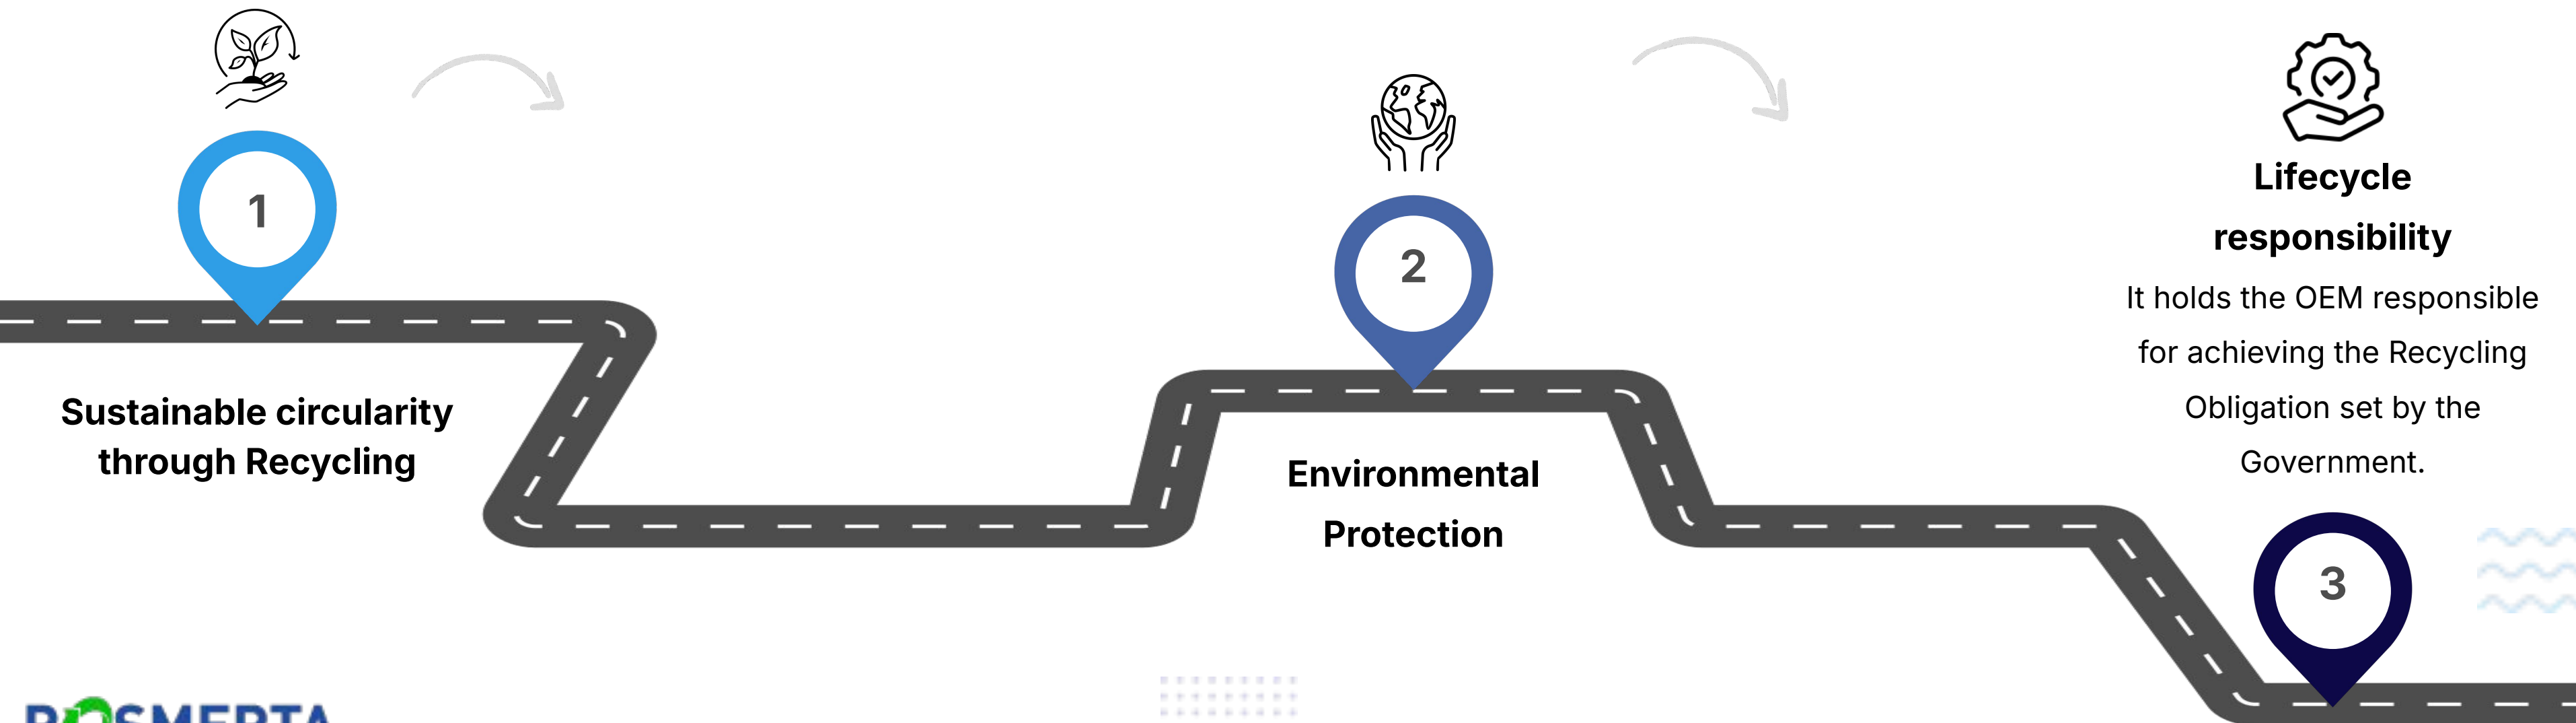 1
Sustainable circularity
through Recycling
2
Environmental
Protection
Lifecycle
responsibility
It holds the OEM responsible
for achieving the Recycling
Obligation set by the
Government.
3
ROSMERTA